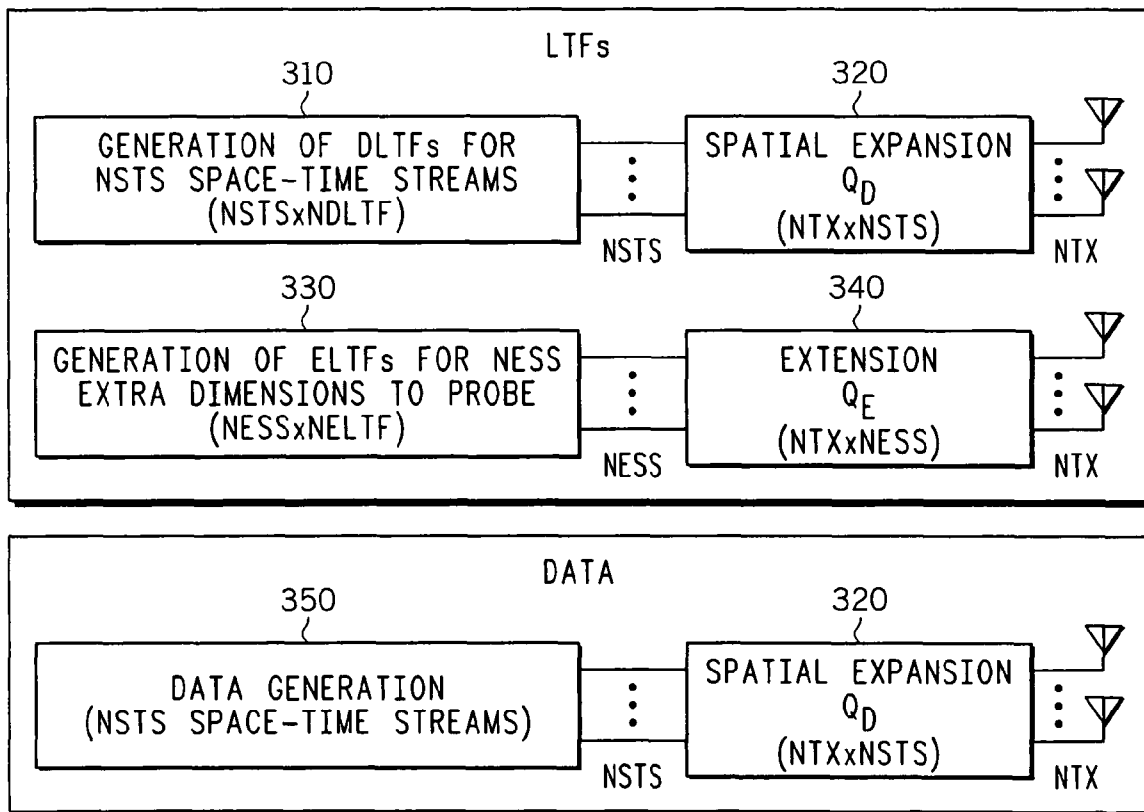 LTFs
310
320
GENERATION OF DLTFs FOR
NSTS SPACE-TIME STREAMS
(NSTSxNDLTF)
SPATIAL EXPANSION
QD
(NTXxNSTS)
NSTS
NTX
330
340
GENERATION OF ELTFs FOR NESS
EXTRA DIMENSIONS TO PROBE
(NESSxNELTF)
EXTENSION
QE
(NTXxNESS)
NESS
NTX
DATA
350
320
DATA GENERATION
(NSTS SPACE-TIME STREAMS)
SPATIAL EXPANSION
QD
(NTXxNSTS)
NSTS
NTX